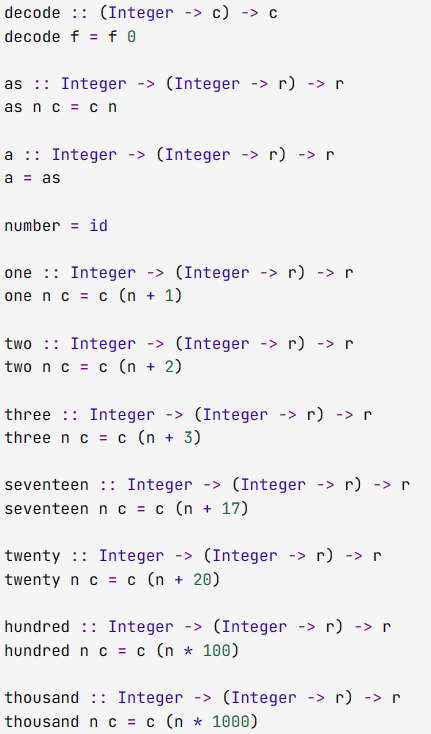 decode :: (Integer -> c) -> c
decode f = f 0
as :: Integer -> (Integer -> r) -> r
as n c = c n
a :: Integer -> (Integer -> r) -> r
a = as
number = id
one :: Integer -> (Integer -> r) -> r
one n c = c (n + 1)
two :: Integer -> (Integer -> r) -> r
two n c = c (n + 2)
three :: Integer -> (Integer -> r) -> r
three n c = c (n + 3)
seventeen :: Integer -> (Integer -> r) -> r
seventeen n c = c (n + 17)
twenty :: Integer -> (Integer -> r) -> r
twenty n c = c (n + 20)
hundred :: Integer -> (Integer -> r) -> r
hundred n c = c (n * 100)
thousand :: Integer -> (Integer -> r) -> r
thousand n c = c (n * 1000)